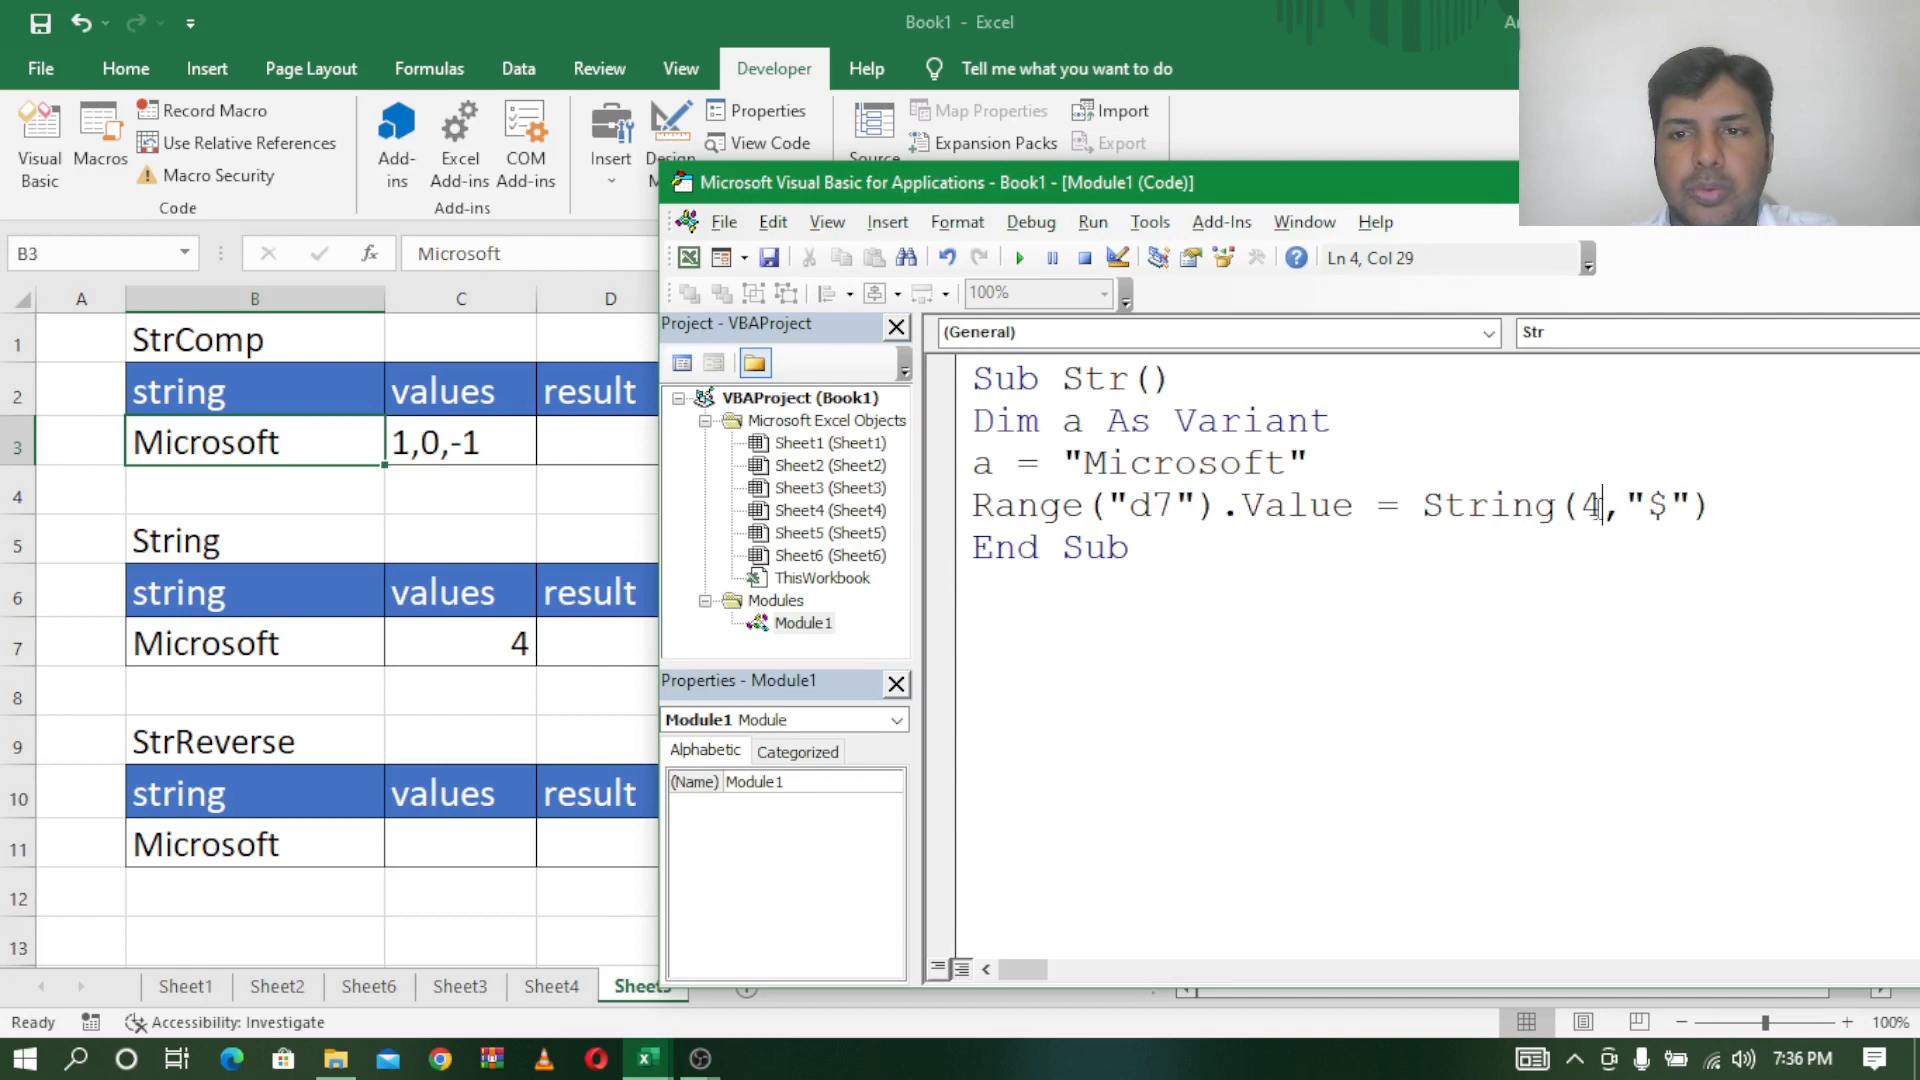 Book1 - Excel
File Home Insert Page Layout Formulas Data Review View Developer Help Tell me what you want to do
Visual Basic
Macros
Record Macro
Use Relative References
Macro Security
Code
Add-ins
Excel Add-ins
COM Add-ins
Add-ins
Insert
Properties
View Code
Map Properties
Expansion Packs
Import
Export
B3
fx
Microsoft
A B C D
1 StrComp
2 string values result
3 Microsoft 1,0,-1
4
5 String
6 string values result
7 Microsoft 4
8
9 StrReverse
10 string values result
11 Microsoft
12
13
Sheet1 Sheet2 Sheet6 Sheet3 Sheet4
Ready
Accessibility: Investigate
100%
Microsoft Visual Basic for Applications - Book1 - [Module1 (Code)]
File Edit View Insert Format Debug Run Tools Add-Ins Window Help
Ln 4, Col 29
100%
Project - VBAProject
VBAProject (Book1)
Microsoft Excel Objects
Sheet1 (Sheet1)
Sheet2 (Sheet2)
Sheet3 (Sheet3)
Sheet4 (Sheet4)
Sheet5 (Sheet5)
Sheet6 (Sheet6)
ThisWorkbook
Modules
Module1
Properties - Module1
Module1 Module
Alphabetic Categorized
(Name) Module1
(General)
Str
Sub Str()
Dim a As Variant
a = "Microsoft"
Range("d7").Value = String(4,"$")
End Sub
7:36 PM